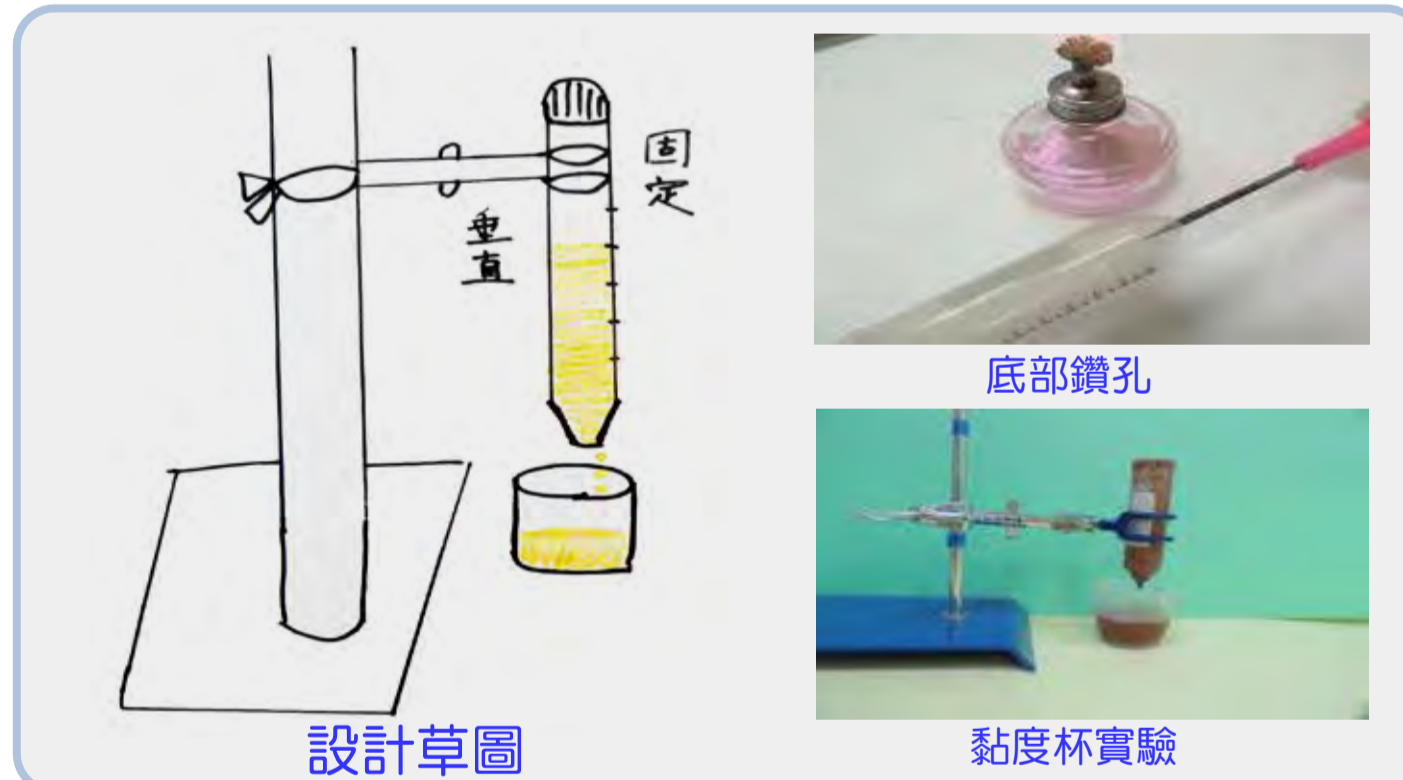 固定
垂直
設計草圖
底部鑽孔
黏度杯實驗